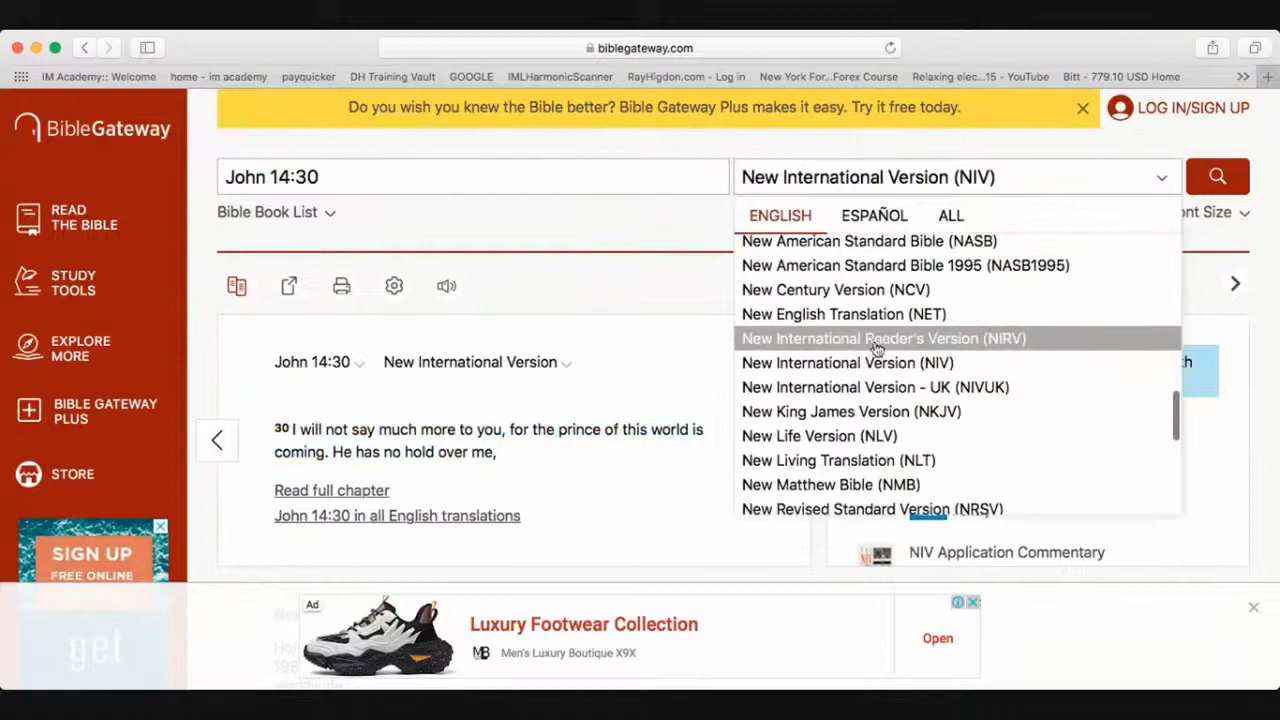 biblegateway.com
IM Academy:: Welcome
home - im academy
payquicker
DH Training Vault
GOOGLE
IMLHarmonicScanner
RayHigdon.com - Log in
New York For...Forex Course
Relaxing elec...15 - YouTube
Bitt - 779.10 USD Home
BibleGateway
Do you wish you knew the Bible better? Bible Gateway Plus makes it easy. Try it free today.
LOG IN/SIGN UP
John 14:30
New International Version (NIV)
Bible Book List
ENGLISH
ESPAÑOL
ALL
Size
READ
THE BIBLE
STUDY
TOOLS
EXPLORE
MORE
BIBLE GATEWAY
PLUS
STORE
New American Standard Bible (NASB)
New American Standard Bible 1995 (NASB1995)
New Century Version (NCV)
New English Translation (NET)
New International Reader's Version (NIRV)
New International Version (NIV)
New International Version - UK (NIVUK)
New King James Version (NKJV)
New Life Version (NLV)
New Living Translation (NLT)
New Matthew Bible (NMB)
New Revised Standard Version (NRSV)
John 14:30
New International Version
30 I will not say much more to you, for the prince of this world is
coming. He has no hold over me,
Read full chapter
John 14:30 in all English translations
NIV Application Commentary
SIGN UP
FREE ONLINE
get
Ad
Luxury Footwear Collection
MB
Men's Luxury Boutique X9X
Open